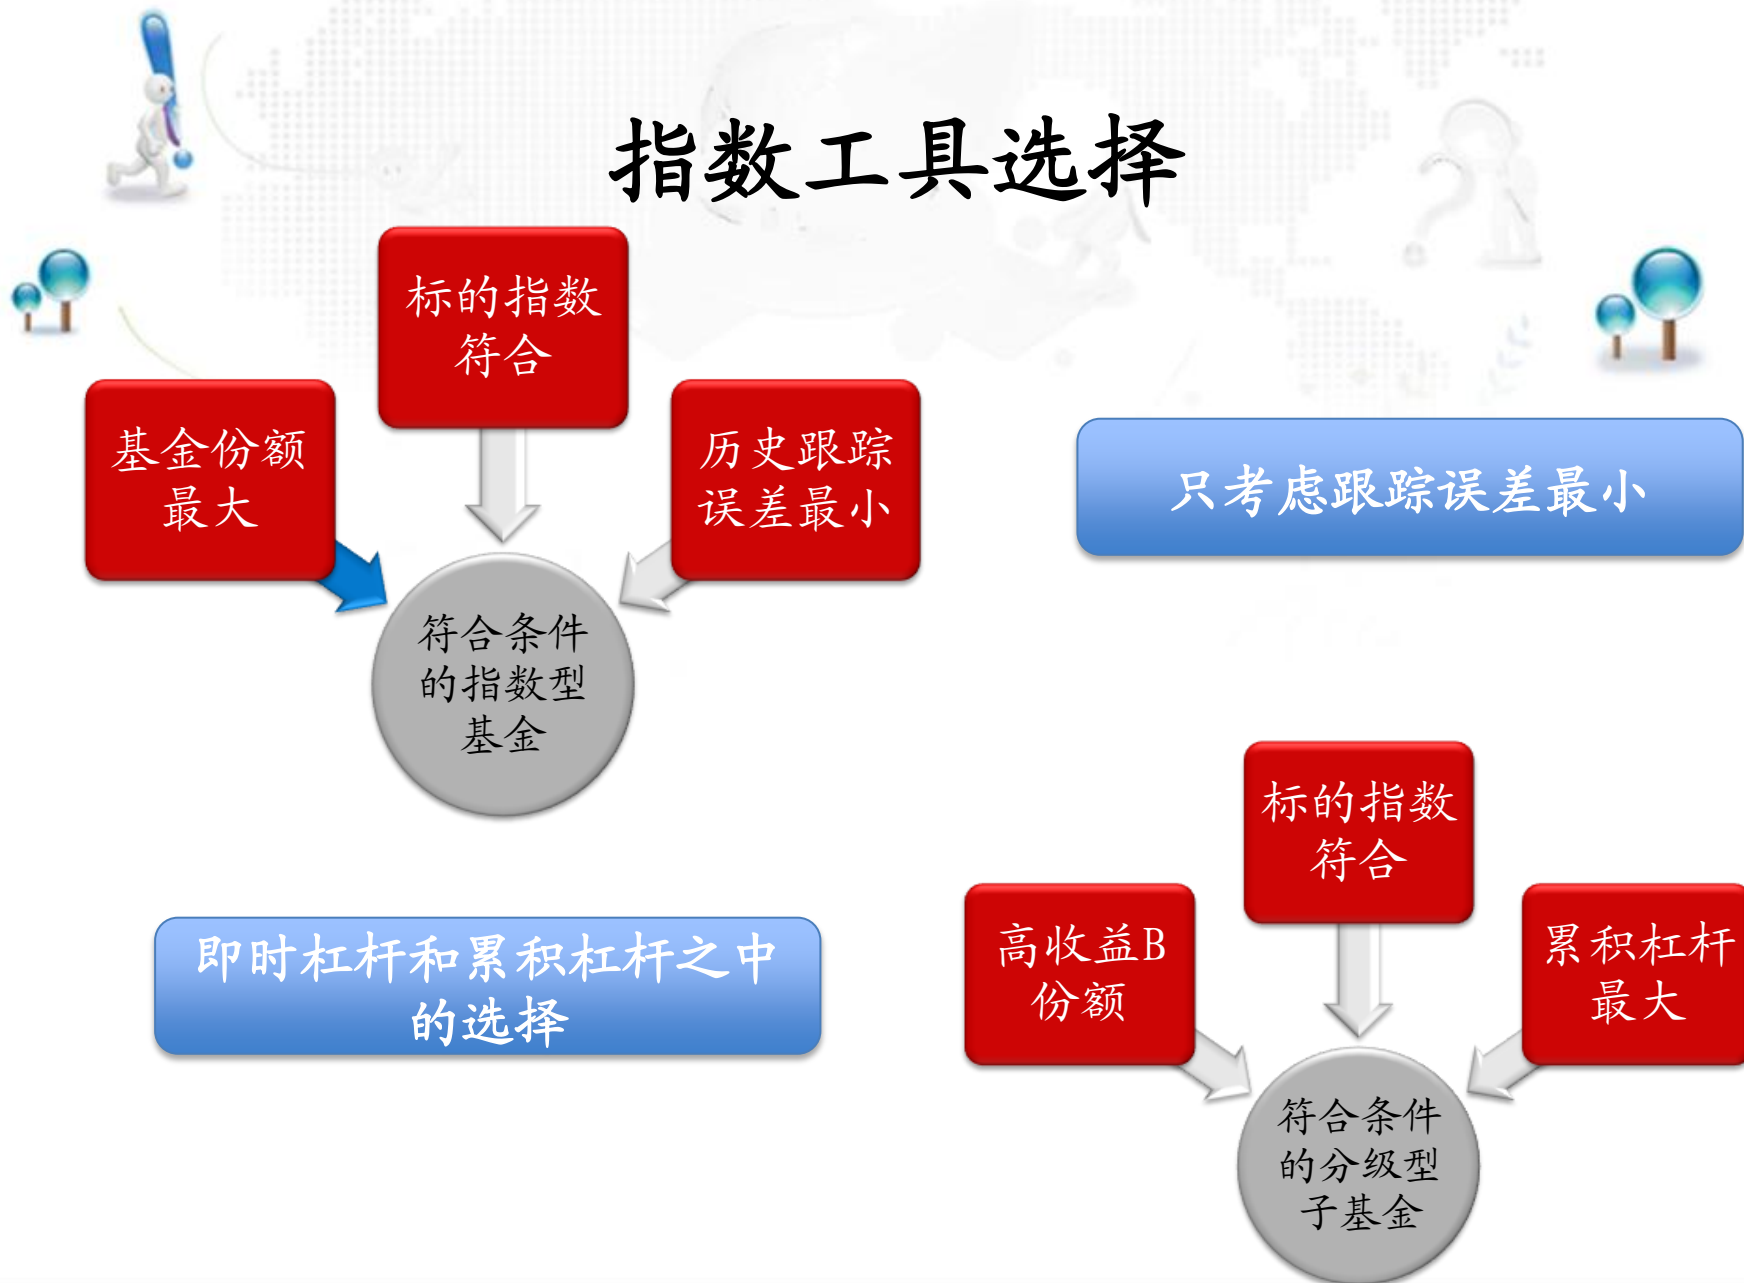 指数工具选择
标的指数
符合
基金份额
最大
历史跟踪
误差最小
符合条件
的指数型
基金
只考虑跟踪误差最小
即时杠杆和累积杠杆之中
的选择
标的指数
符合
高收益B
份额
累积杠杆
最大
符合条件
的分级型
子基金